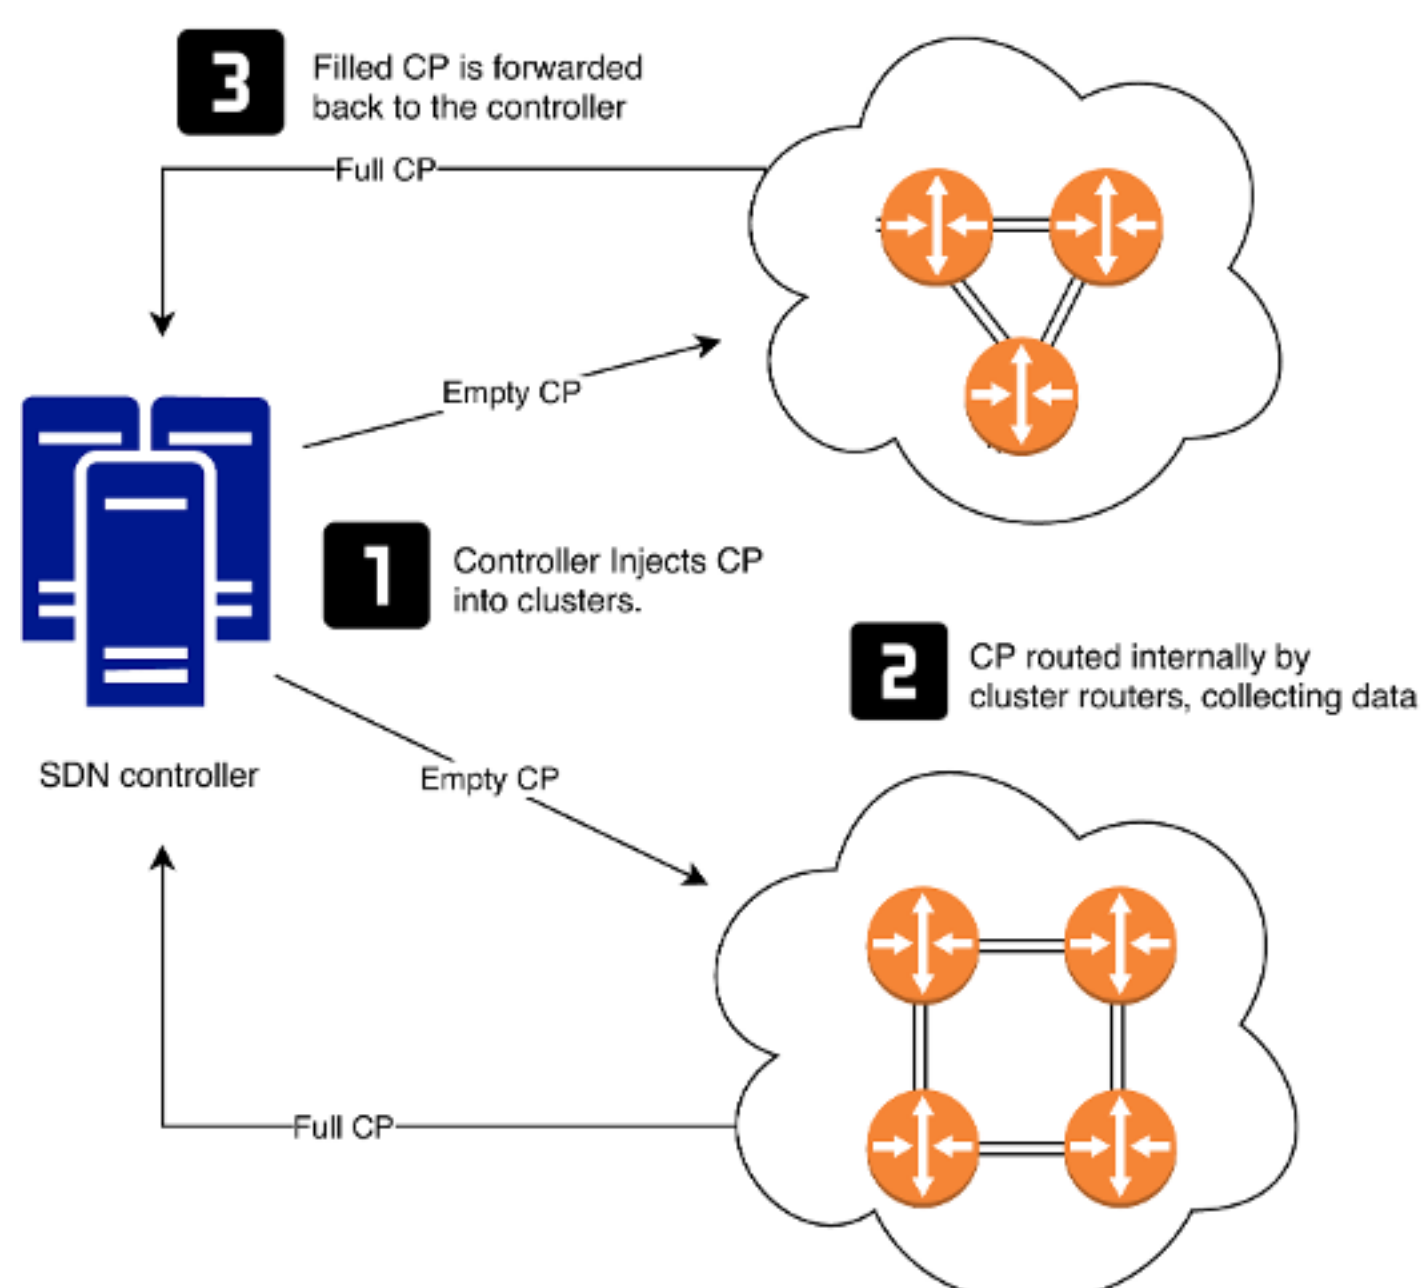 3
Filled CP is forwarded
back to the controller
Full CP
Empty CP
1
Controller Injects CP
into clusters.
2
CP routed internally by
cluster routers, collecting data
SDN controller
Empty CP
Full CP